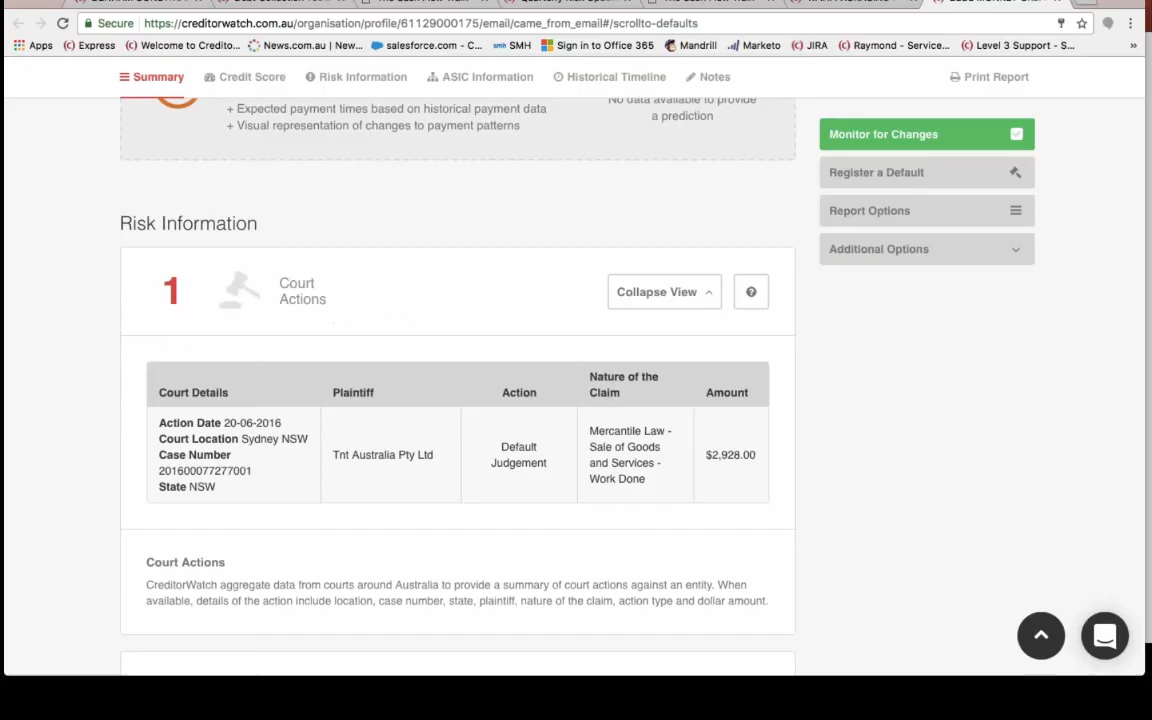 Secure https://creditorwatch.com.au/organisation/profile/61129000175/email/came_from_email#/scrollto-defaults
Apps (c) Express (c) Welcome to Credito... News.com.au | New... salesforce.com - C... smh SMH Sign in to Office 365 Mandrill Marketo (c) JIRA (c) Raymond - Service... (c) Level 3 Support - S... »
Summary Credit Score Risk Information ASIC Information Historical Timeline Notes Print Report
+ Expected payment times based on historical payment data
+ Visual representation of changes to payment patterns
No data available to provide
a prediction
Monitor for Changes
Register a Default
Report Options
Additional Options
Risk Information
1
Court
Actions
Collapse View
?
Court Details Plaintiff Action Nature of the
Claim Amount
Action Date 20-06-2016
Court Location Sydney NSW
Case Number
201600077277001
State NSW
Tnt Australia Pty Ltd
Default
Judgement
Mercantile Law -
Sale of Goods
and Services -
Work Done
$2,928.00
Court Actions
CreditorWatch aggregate data from courts around Australia to provide a summary of court actions against an entity. When
available, details of the action include location, case number, state, plaintiff, nature of the claim, action type and dollar amount.